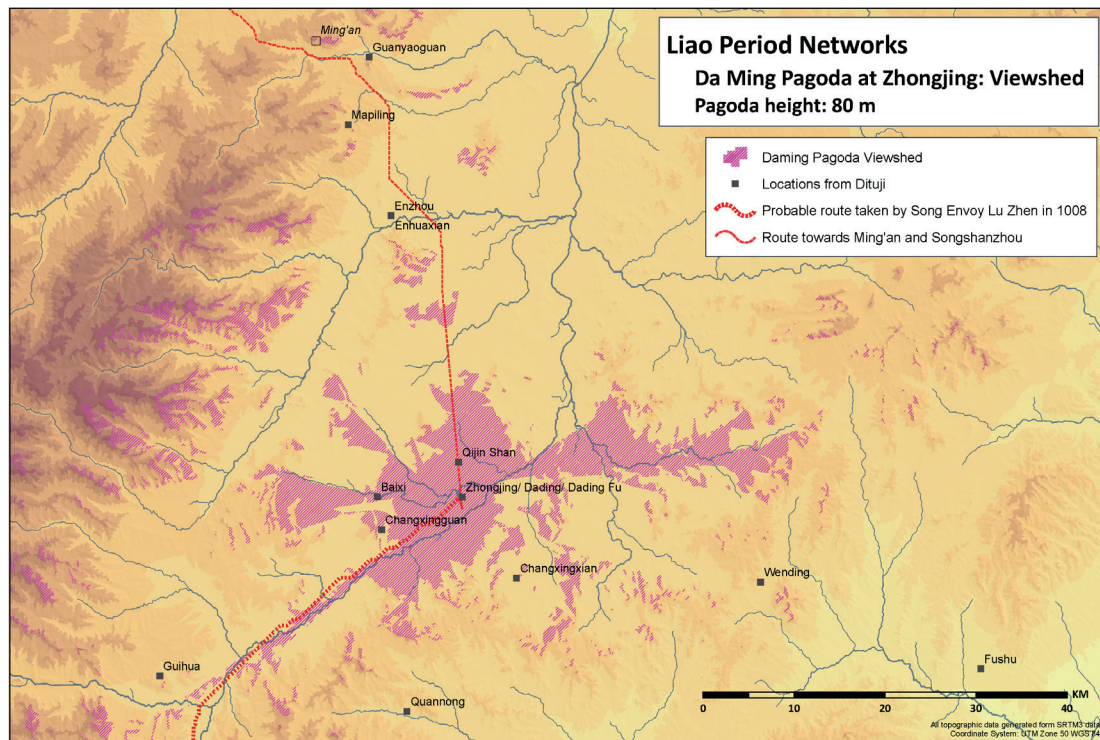 Liao Period Networks
Da Ming Pagoda at Zhongjing: Viewshed
Pagoda height: 80 m
Daming Pagoda Viewshed
Locations from Dituji
Probable route taken by Song Envoy Lu Zhen in 1008
Route towards Ming'an and Songshanzhou
Ming'an
Guanyaoguan
Mapiling
Enzhou
Enhuaxian
Qijin Shan
Baixi
Zhongjing/ Dading/ Dading Fu
Changxingguan
Changxingxian
Wending
Guihua
Fushu
Quannong
KM
0 10 20 30 40
All topographic data generated form SRTM3 data
Coordinate System: UTM Zone 50 WGS 84